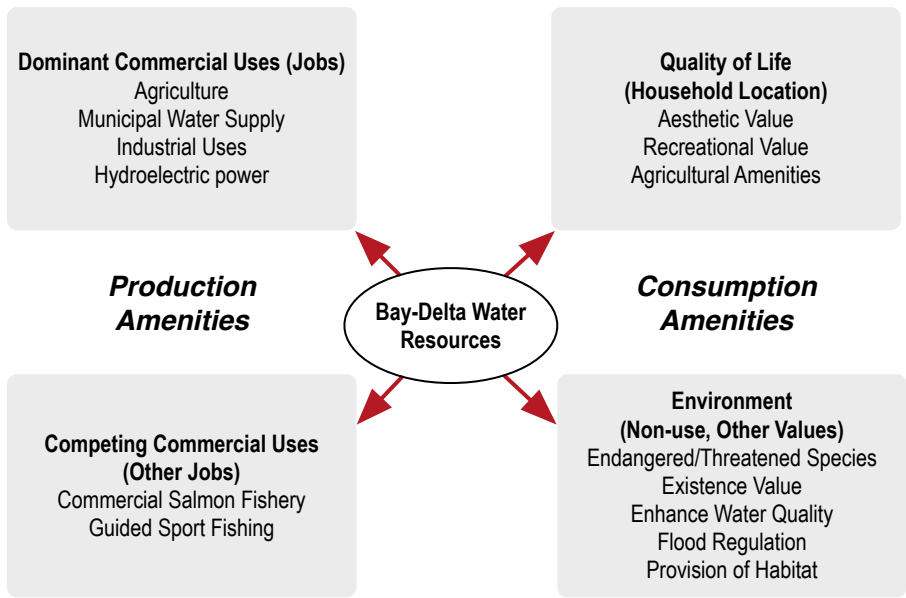 Dominant Commercial Uses (Jobs)
Agriculture
Municipal Water Supply
Industrial Uses
Hydroelectric power
Quality of Life
(Household Location)
Aesthetic Value
Recreational Value
Agricultural Amenities
Production
Amenities
Bay-Delta Water
Resources
Consumption
Amenities
Competing Commercial Uses
(Other Jobs)
Commercial Salmon Fishery
Guided Sport Fishing
Environment
(Non-use, Other Values)
Endangered/Threatened Species
Existence Value
Enhance Water Quality
Flood Regulation
Provision of Habitat